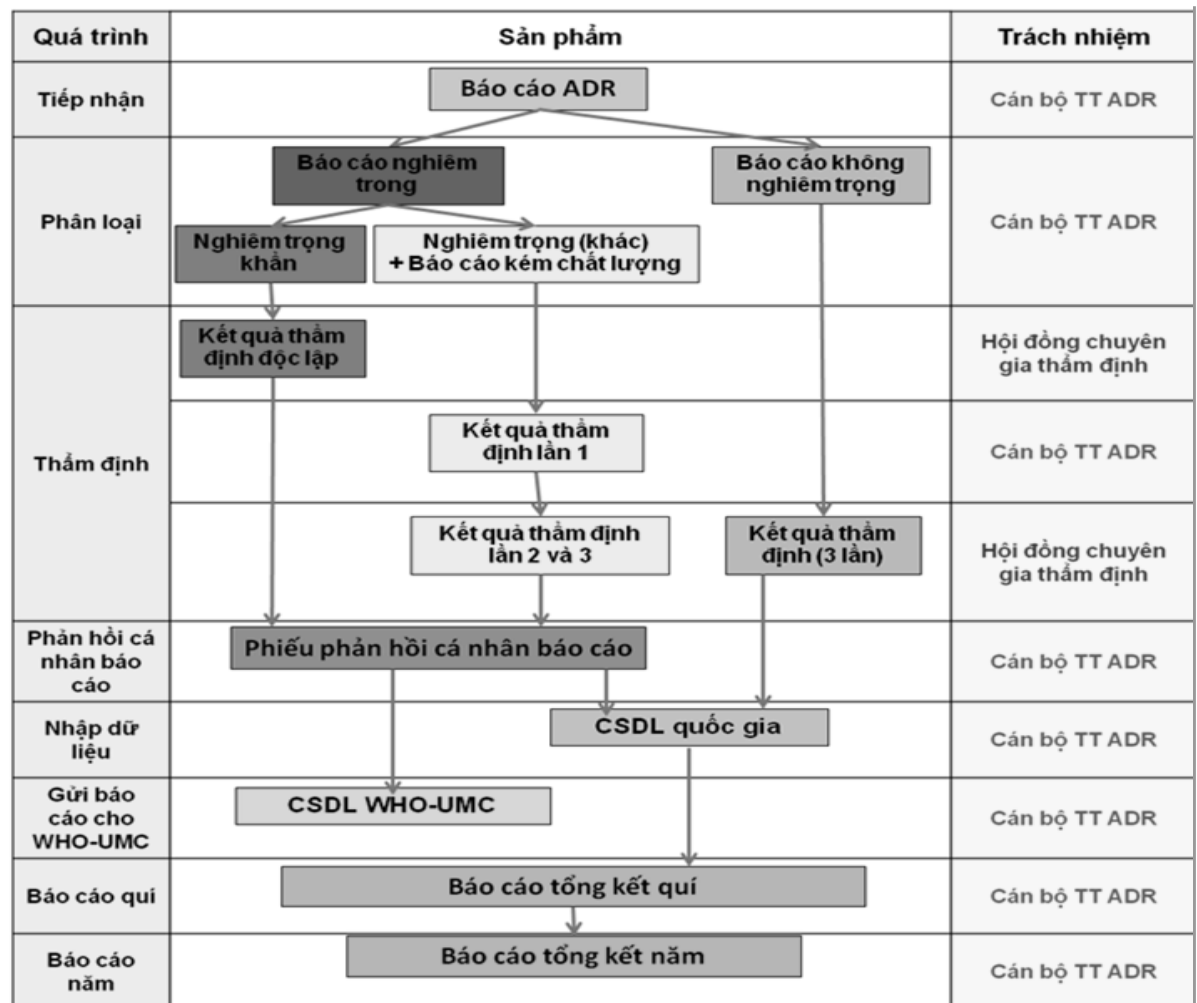 Quá trình
Sản phẩm
Trách nhiệm
Tiếp nhận
Báo cáo ADR
Cán bộ TT ADR
Phân loại
Báo cáo nghiêm
trong
Báo cáo không
nghiêm trọng
Nghiêm trọng
khẩn
Nghiêm trọng (khác)
+ Báo cáo kém chất lượng
Cán bộ TT ADR
Thẩm định
Kết quả thẩm
định độc lập
Hội đồng chuyên
gia thẩm định
Kết quả thẩm
định lần 1
Cán bộ TT ADR
Kết quả thẩm định
lần 2 và 3
Kết quả thẩm
định (3 lần)
Hội đồng chuyên
gia thẩm định
Phản hồi cá
nhân báo
cáo
Phiếu phản hồi cá nhân báo cáo
Cán bộ TT ADR
Nhập dữ
liệu
CSDL quốc gia
Cán bộ TT ADR
Gửi báo
cáo cho
WHO-UMC
CSDL WHO-UMC
Cán bộ TT ADR
Báo cáo quí
Báo cáo tổng kết quí
Cán bộ TT ADR
Báo cáo
năm
Báo cáo tổng kết năm
Cán bộ TT ADR